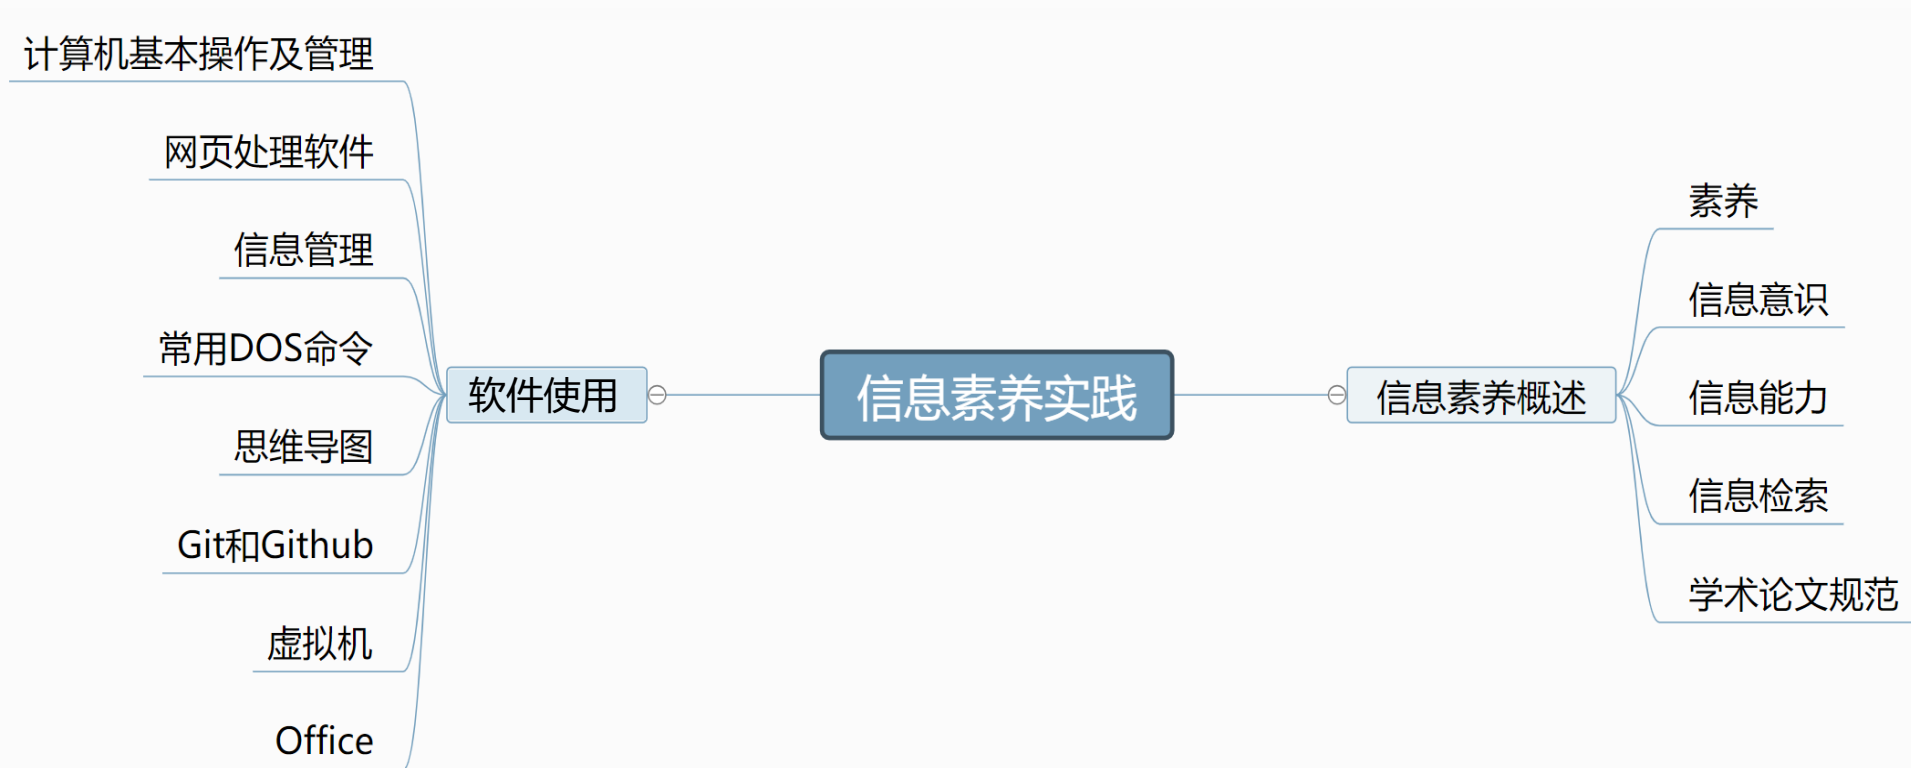 计算机基本操作及管理
网页处理软件
信息管理
常用DOS命令
思维导图
Git和Github
虚拟机
Office
软件使用
信息素养实践
信息素养概述
素养
信息意识
信息能力
信息检索
学术论文规范